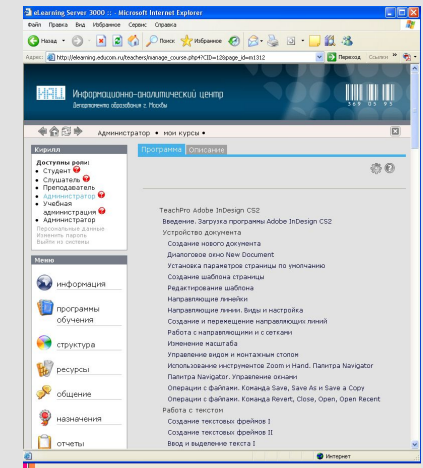 eLearning Server 3000 :: - Microsoft Internet Explorer
Файл Правка Вид Избранное Сервис Справка
Назад Поиск Избранное
Адрес: http://elearning.educom.ru/teachers/manage_course.php4?CID=12&page_id=m1312 Переход Ссылки »
НАЦ Информационно-аналитический центр
Департамента образования г. Москвы
369 05 95
Администратор • мои курсы •
Кирилл
Доступны роли:
• Студент
• Слушатель
• Преподаватель
• Администратор
• Учебная
администрация
• Администратор
Персональные данные
Изменить пароль
Выйти из системы
Меню
информация
программы
обучения
структура
ресурсы
общение
назначения
отчеты
Программа Описание
TeachPro Adobe InDesign CS2
Введение. Загрузка программы Adobe InDesign CS2
Устройство документа
Создание нового документа
Диалоговое окно New Document
Установка параметров страницы по умолчанию
Создание шаблона страницы
Редактирование шаблона
Направляющие линейки
Направляющие линии. Виды и настройка
Создание и перемещение направляющих линий
Работа с направляющими и с сетками
Изменение масштаба
Управление видом и монтажным столом
Использование инструментов Zoom и Hand. Палитра Navigator
Палитра Navigator. Управление окнами
Операции с файлами. Команда Save, Save As и Save a Copy
Операции с файлами. Команда Revert, Close, Open, Open Recent
Работа с текстом
Создание текстовых фреймов I
Создание текстовых фреймов II
Ввод и выделение текста I
Интернет